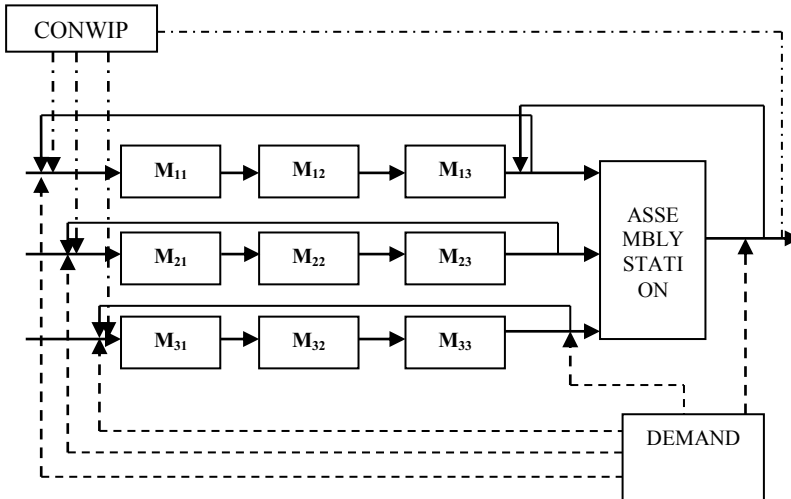 CONWIP
M11
M12
M13
M21
M22
M23
M31
M32
M33
ASSE
MBLY
STATI
ON
DEMAND